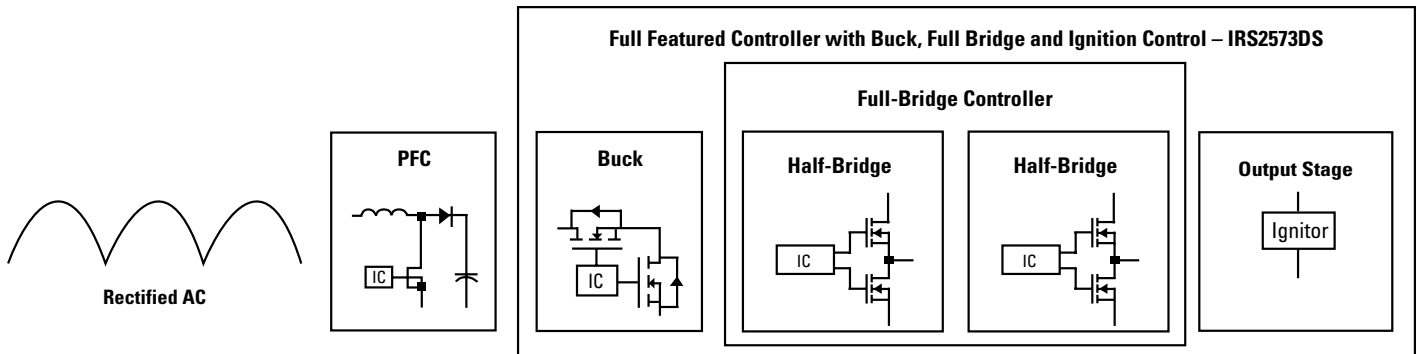 Full Featured Controller with Buck, Full Bridge and Ignition Control – IRS2573DS
Full-Bridge Controller
PFC
Buck
Half-Bridge
Half-Bridge
Output Stage
Ignitor
IC
IC
IC
IC
Rectified AC